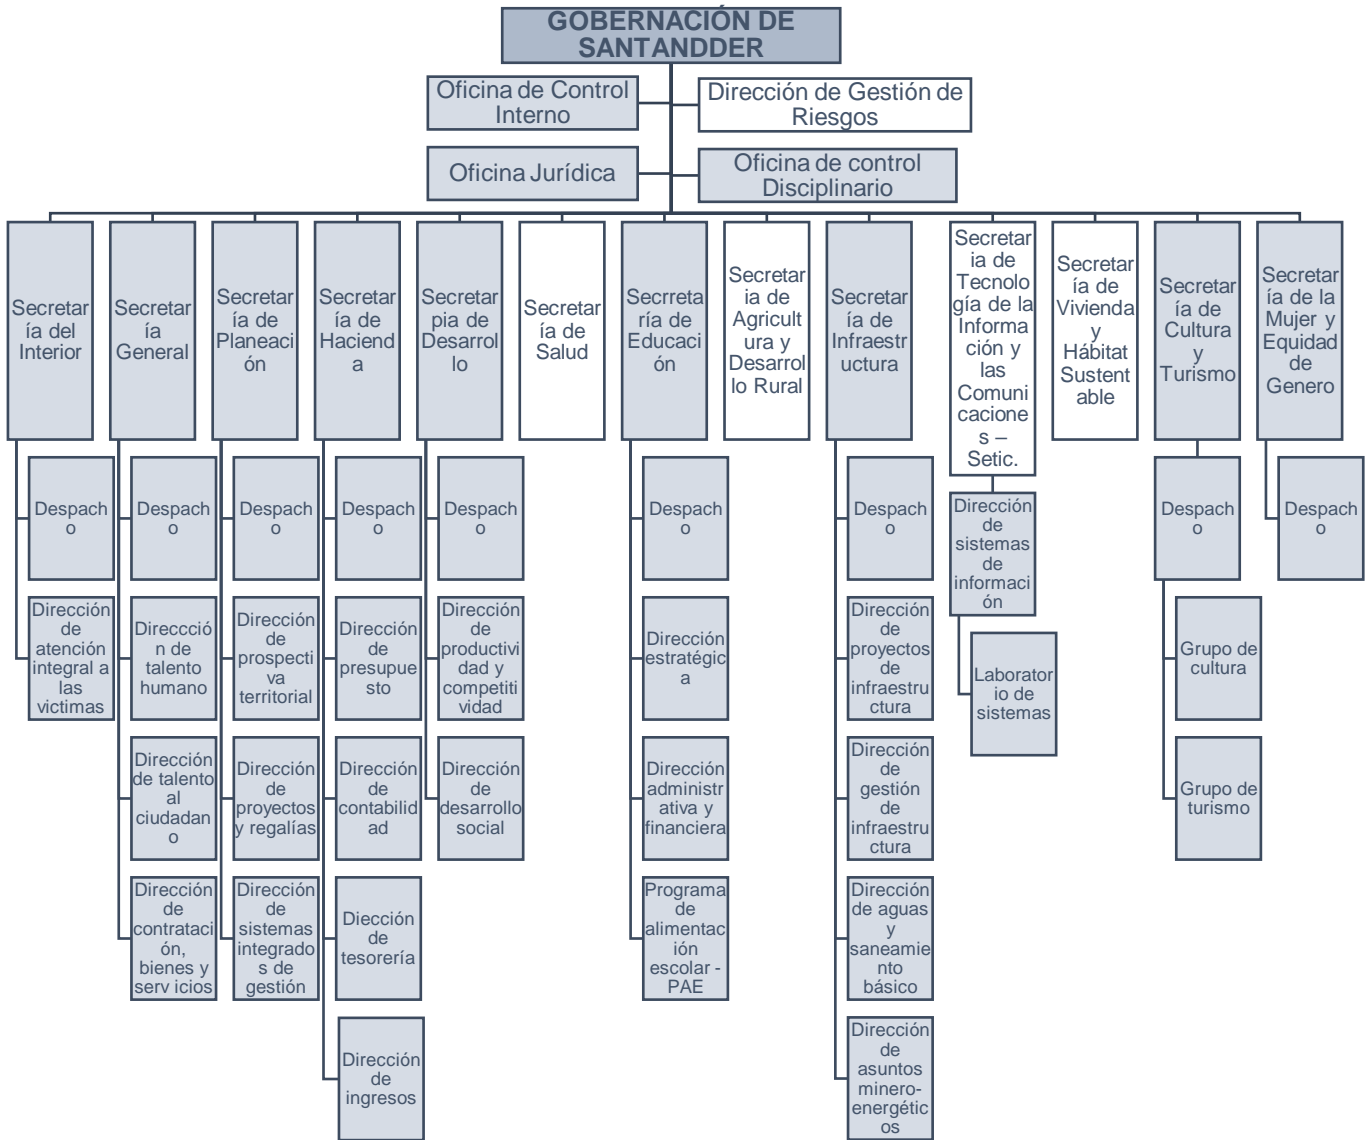 GOBERNACIÓN DE
SANTANDDER
Oficina de Control
Interno
Dirección de Gestión de
Riesgos
Oficina Jurídica
Oficina de control
Disciplinario
Secretar
ía del
Interior
Secretar
ía
General
Secretar
ía de
Planeaci
ón
Secretar
ía de
Haciend
a
Secretar
pia de
Desarrol
lo
Secretar
ía de
Salud
Secrreta
ría de
Educaci
ón
Secretar
ia de
Agricult
ura y
Desarrol
lo Rural
Secretar
ía de
Infraestr
uctura
Secretar
ia de
Tecnolo
gía de la
Informa
ción y
las
Comuni
cacione
s –
Setic.
Secretar
ía de
Vivienda
y
Hábitat
Sustent
able
Secretar
ía de
Cultura
y
Turismo
Secretar
ía de la
Mujer y
Equidad
de
Genero
Despach
o
Despach
o
Despach
o
Despach
o
Despach
o
Despach
o
Despach
o
Dirección
de
sistemas
de
informaci
ón
Despach
o
Despach
o
Dirección
de
atención
integral a
las
victimas
Direcció
n de
talento
humano
Dirección
de
prospecti
va
territorial
Dirección
de
presupue
sto
Dirección
de
productivi
dad y
competiti
vidad
Dirección
estratégic
a
Dirección
de
proyectos
de
infraestru
ctura
Laborator
io de
sistemas
Grupo de
cultura
Dirección
de talento
al
ciudadan
o
Dirección
de
proyectos
y regalías
Dirección
de
contabilid
ad
Dirección
de
desarrollo
social
Dirección
administr
ativa y
financiera
Dirección
de
gestión
de
infraestru
ctura
Grupo de
turismo
Dirección
de
contrataci
ón,
bienes y
serv icios
Dirección
de
sistemas
integrado
s de
gestión
Diección
de
tesorería
Programa
de
alimentac
ión
escolar -
PAE
Dirección
de aguas
y
saneamie
nto
básico
Dirección
de
ingresos
Dirección
de
asuntos
minero-
energétic
os